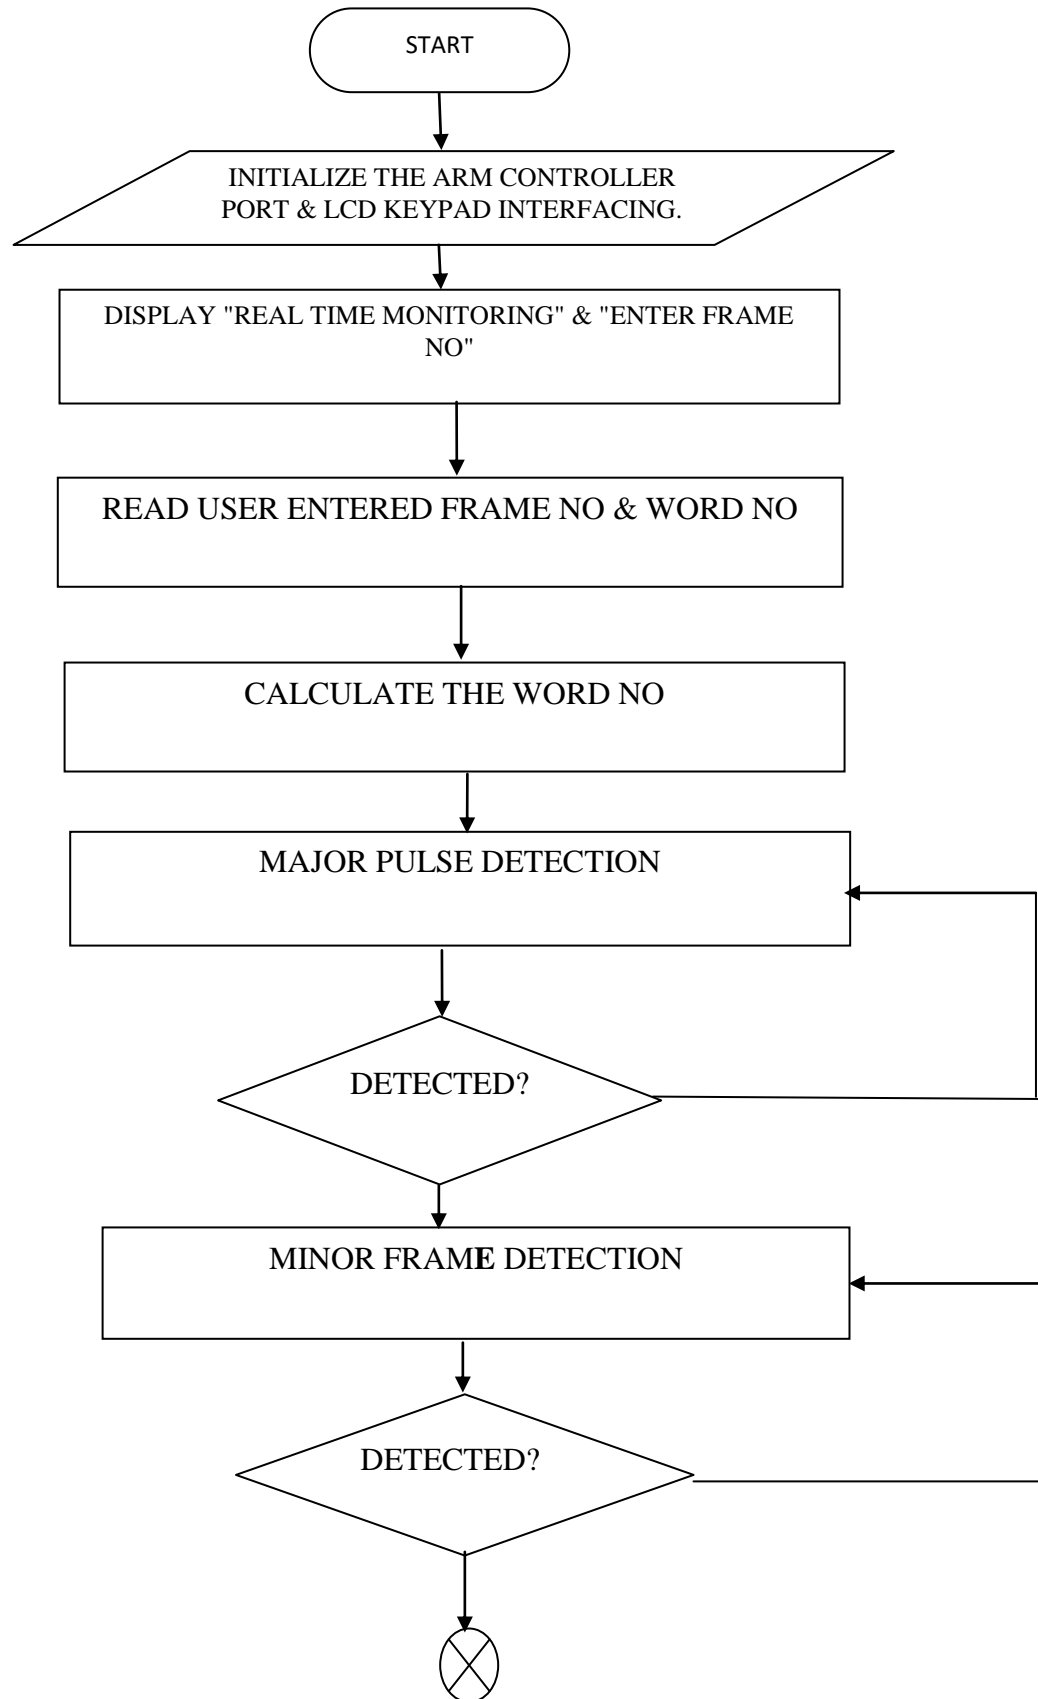 START
INITIALIZE THE ARM CONTROLLER
PORT & LCD KEYPAD INTERFACING.
DISPLAY "REAL TIME MONITORING" & "ENTER FRAME
NO"
READ USER ENTERED FRAME NO & WORD NO
CALCULATE THE WORD NO
MAJOR PULSE DETECTION
DETECTED?
MINOR FRAME DETECTION
DETECTED?